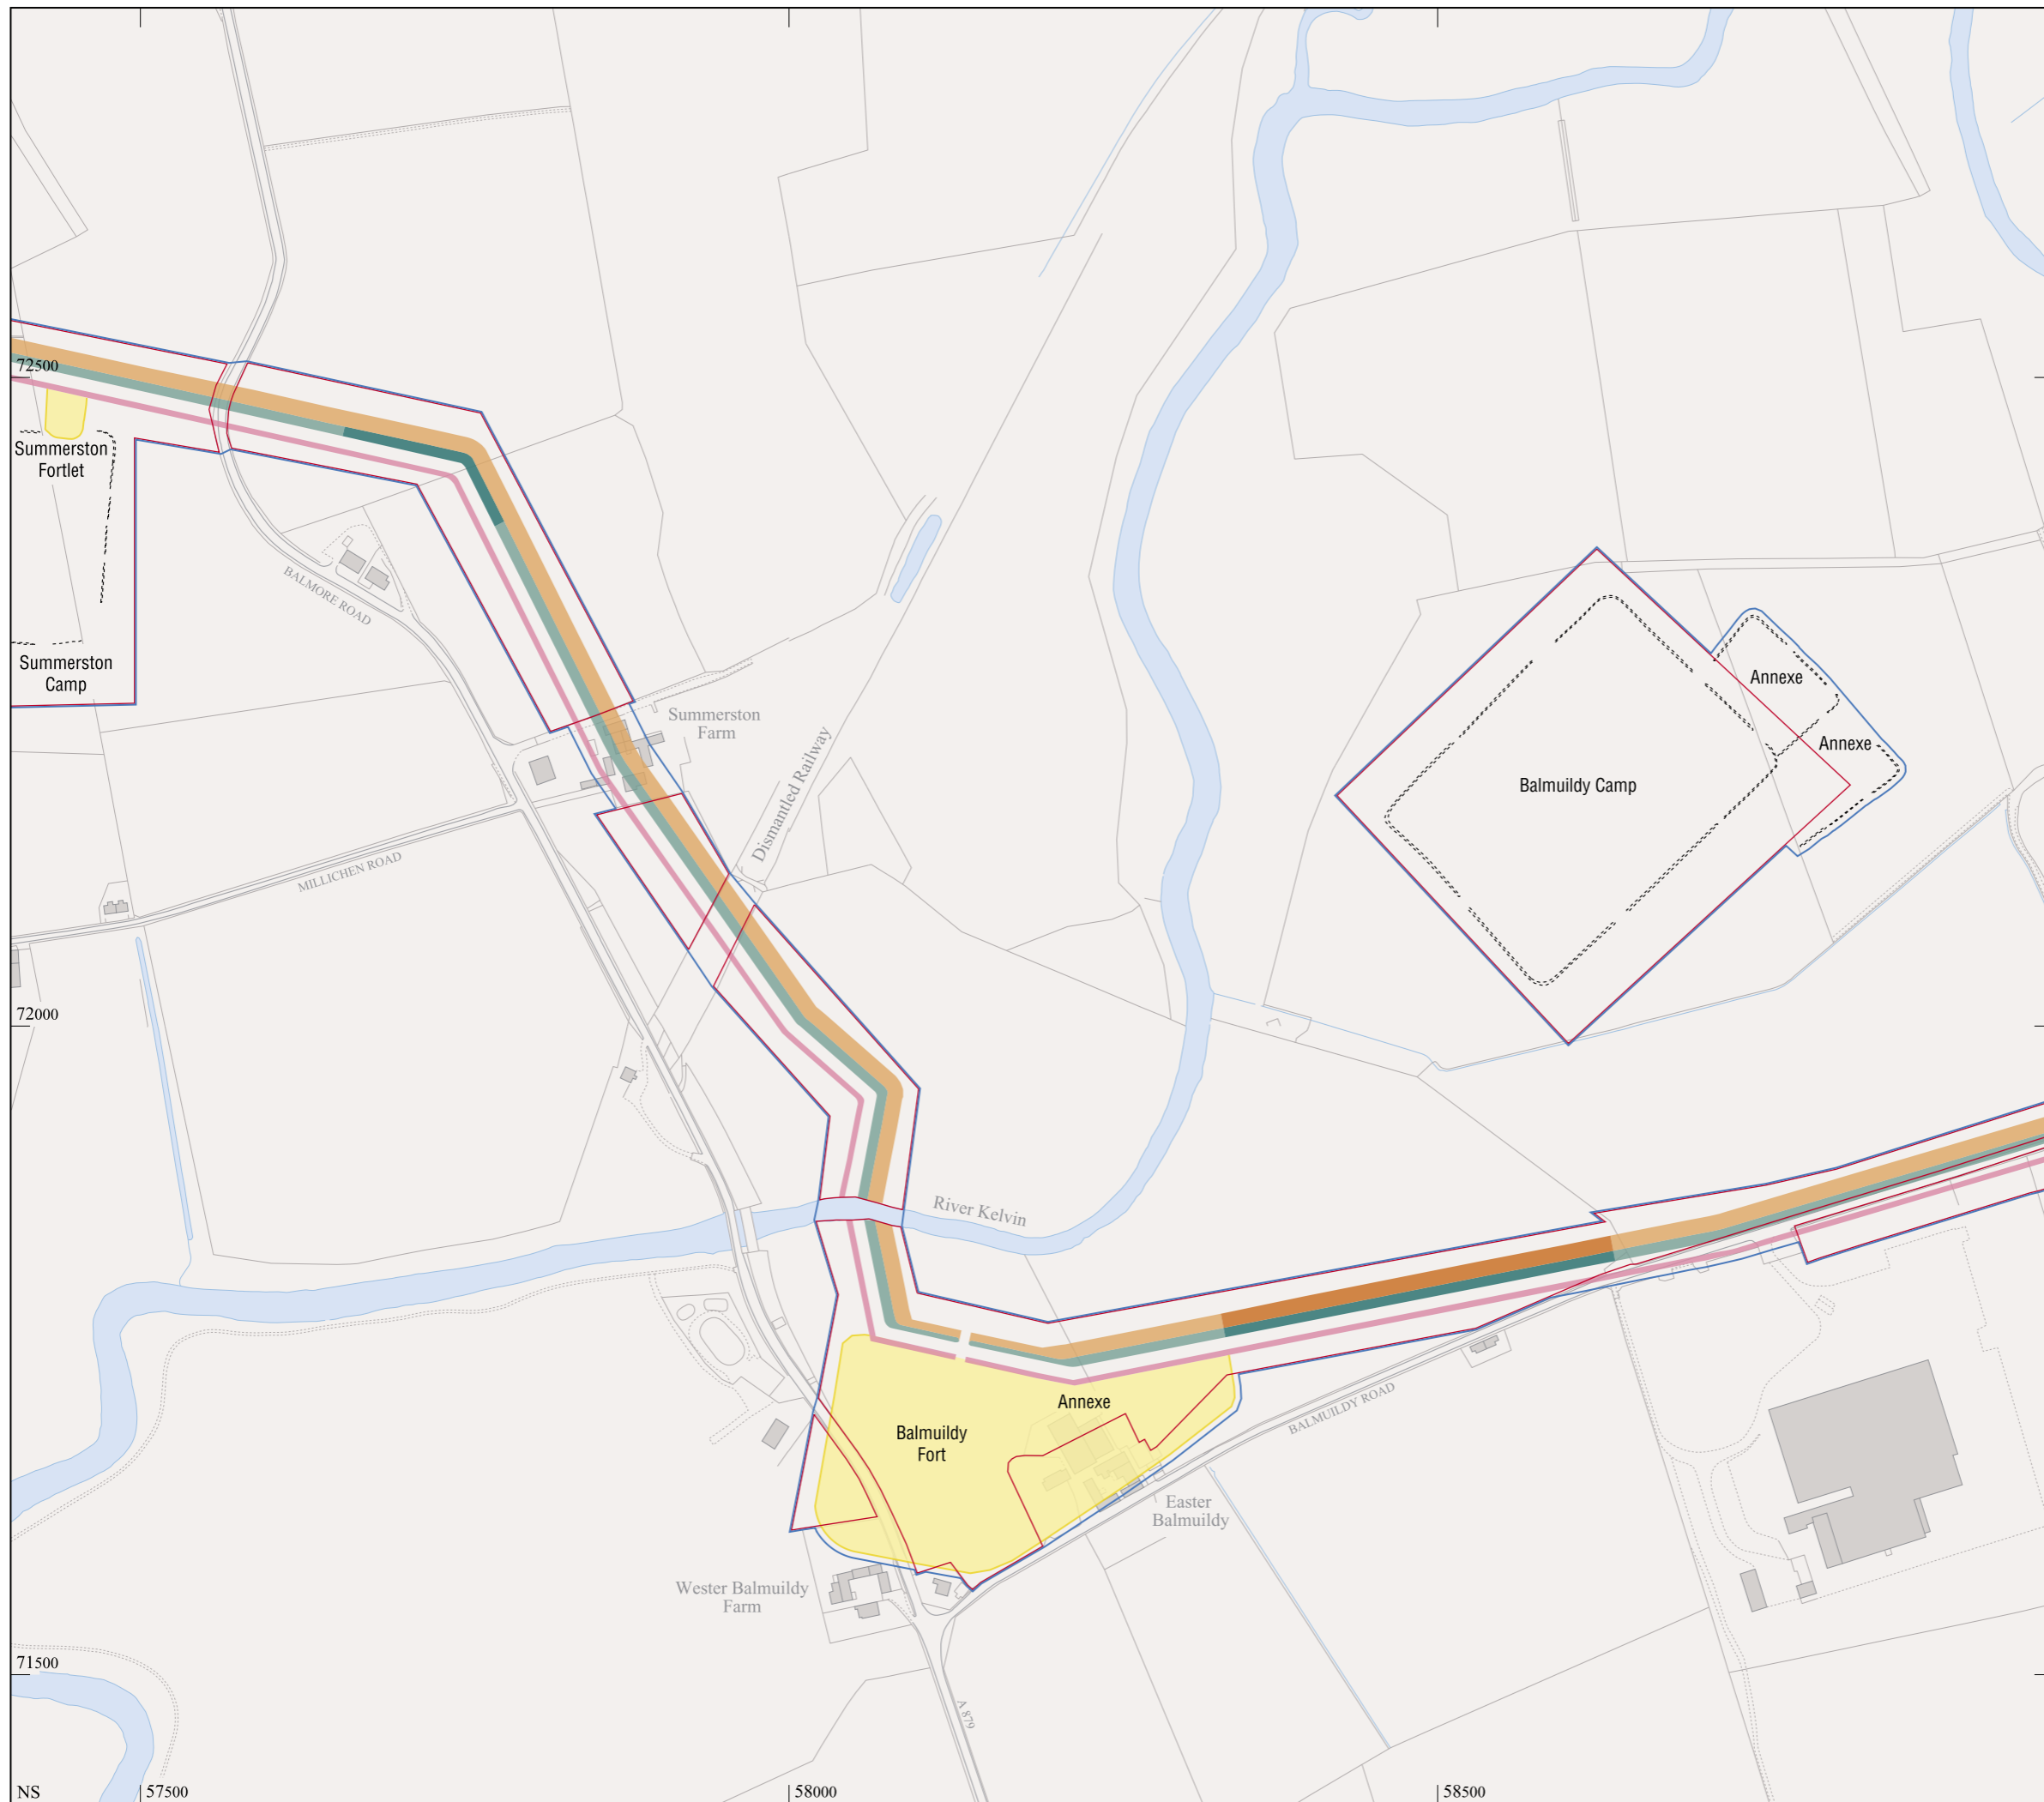 72500
Summerston
Fortlet
BALMORE ROAD
Summerston
Camp
Summerston
Farm
Annexe
Annexe
Balmuildy Camp
Dismantled Railway
MILLICHEN ROAD
72000
River Kelvin
Annexe
Balmuildy
Fort
BALMUILDY ROAD
Easter
Balmuildy
Wester Balmuildy
Farm
71500
A 879
NS
57500
58000
58500